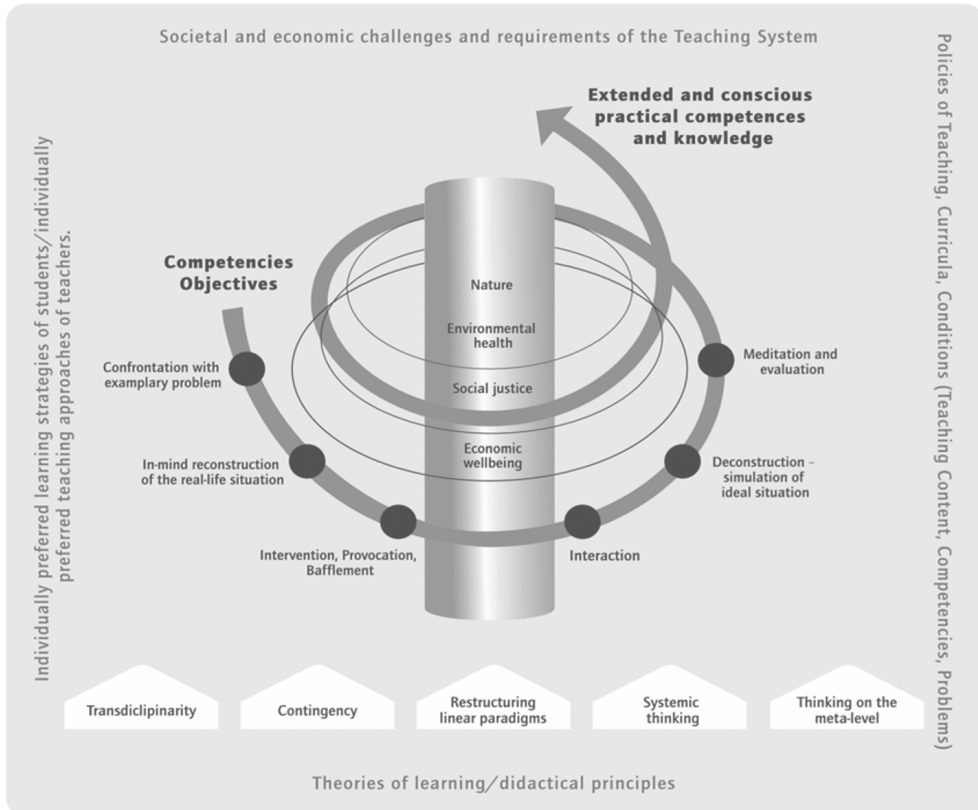 Societal and economic challenges and requirements of the Teaching System
Extended and conscious
practical competences
and knowledge
Policies of Teaching, Curricula, Conditions (Teaching Content, Competencies, Problems)
Individually preferred learning strategies of students/individually
preferred teaching approaches of teachers.
Competencies
Objectives
Nature
Environmental
health
Social justice
Economic
wellbeing
Confrontation with
examplary problem
In-mind reconstruction
of the real-life situation
Intervention, Provocation,
Bafflement
Interaction
Deconstruction –
simulation of
ideal situation
Meditation and
evaluation
Transdiclipinarity
Contingency
Restructuring
linear paradigms
Systemic
thinking
Thinking on the
meta-level
Theories of learning/didactical principles